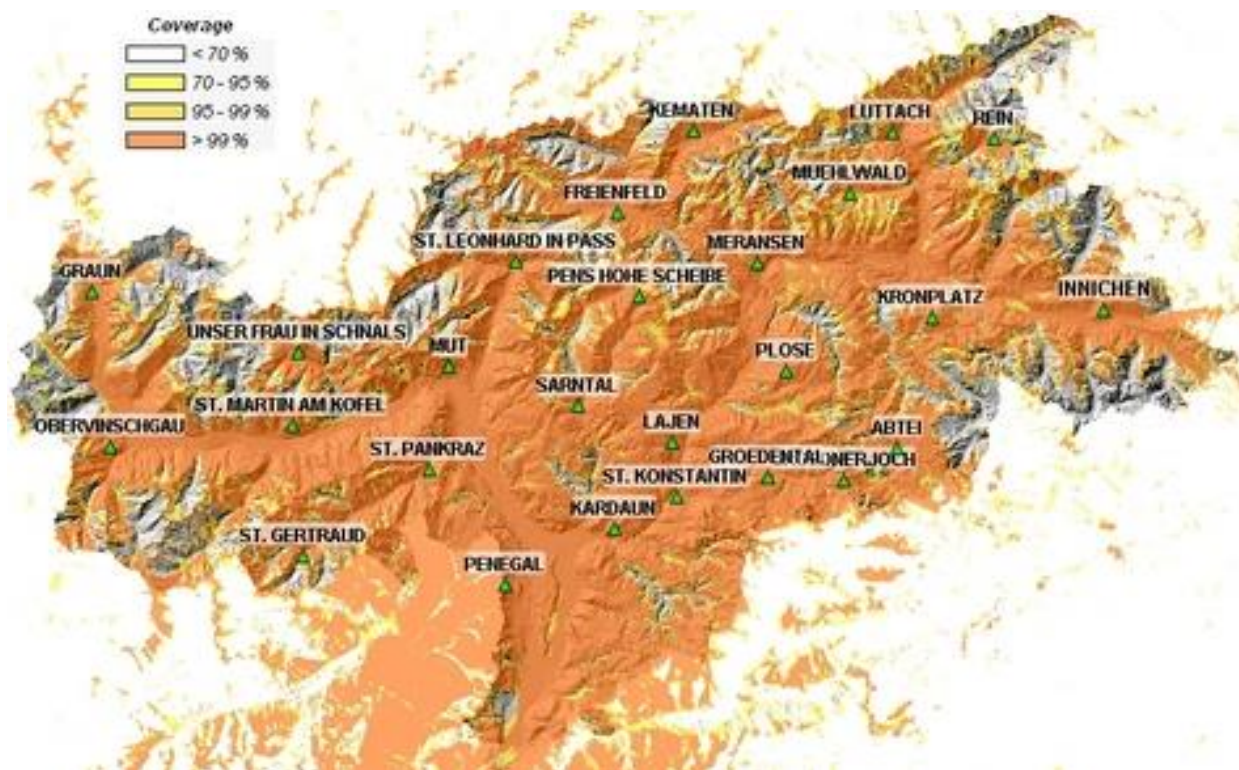 Coverage
< 70 %
70 - 95 %
95 - 99 %
> 99 %
KEMATEN
LUTTACH
REIN
MUEHLWALD
FREIENFELD
ST. LEONHARD IN PASS
MERANSEN
GRAUN
PENS HOHE SCHEIBE
KRONPLATZ
INNICHEN
UNSER FRAU IN SCHNALS
MUT
PLOSE
SARNTAL
ST. MARTIN AM KOFEL
OBERVINSCHGAU
LAJEN
ABTEI
ST. PANKRAZ
GROEDENTAL
ST. KONSTANTIN
KARDAUN
ST. GERTRAUD
PENEGAL